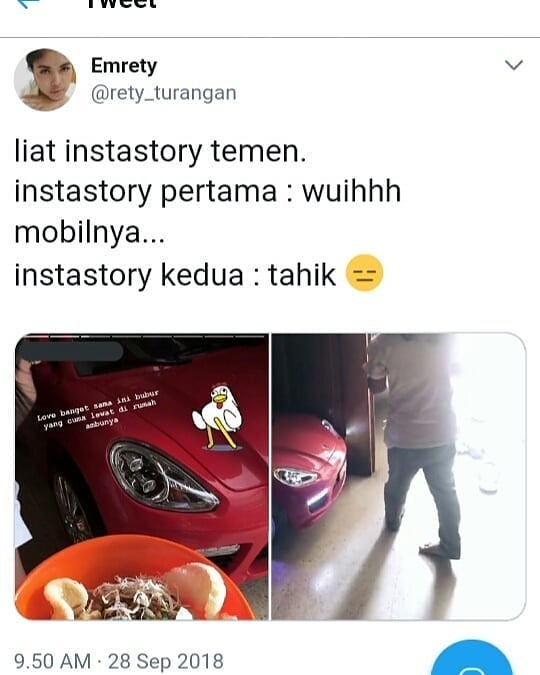 Tweet
Emrety
@rety_turangan
liat instastory temen.
instastory pertama : wuihhh
mobilnya...
instastory kedua : tahik 😑
Love banget sama ini bubur
yang cuma lewat di rumah
ambunya
9.50 AM · 28 Sep 2018